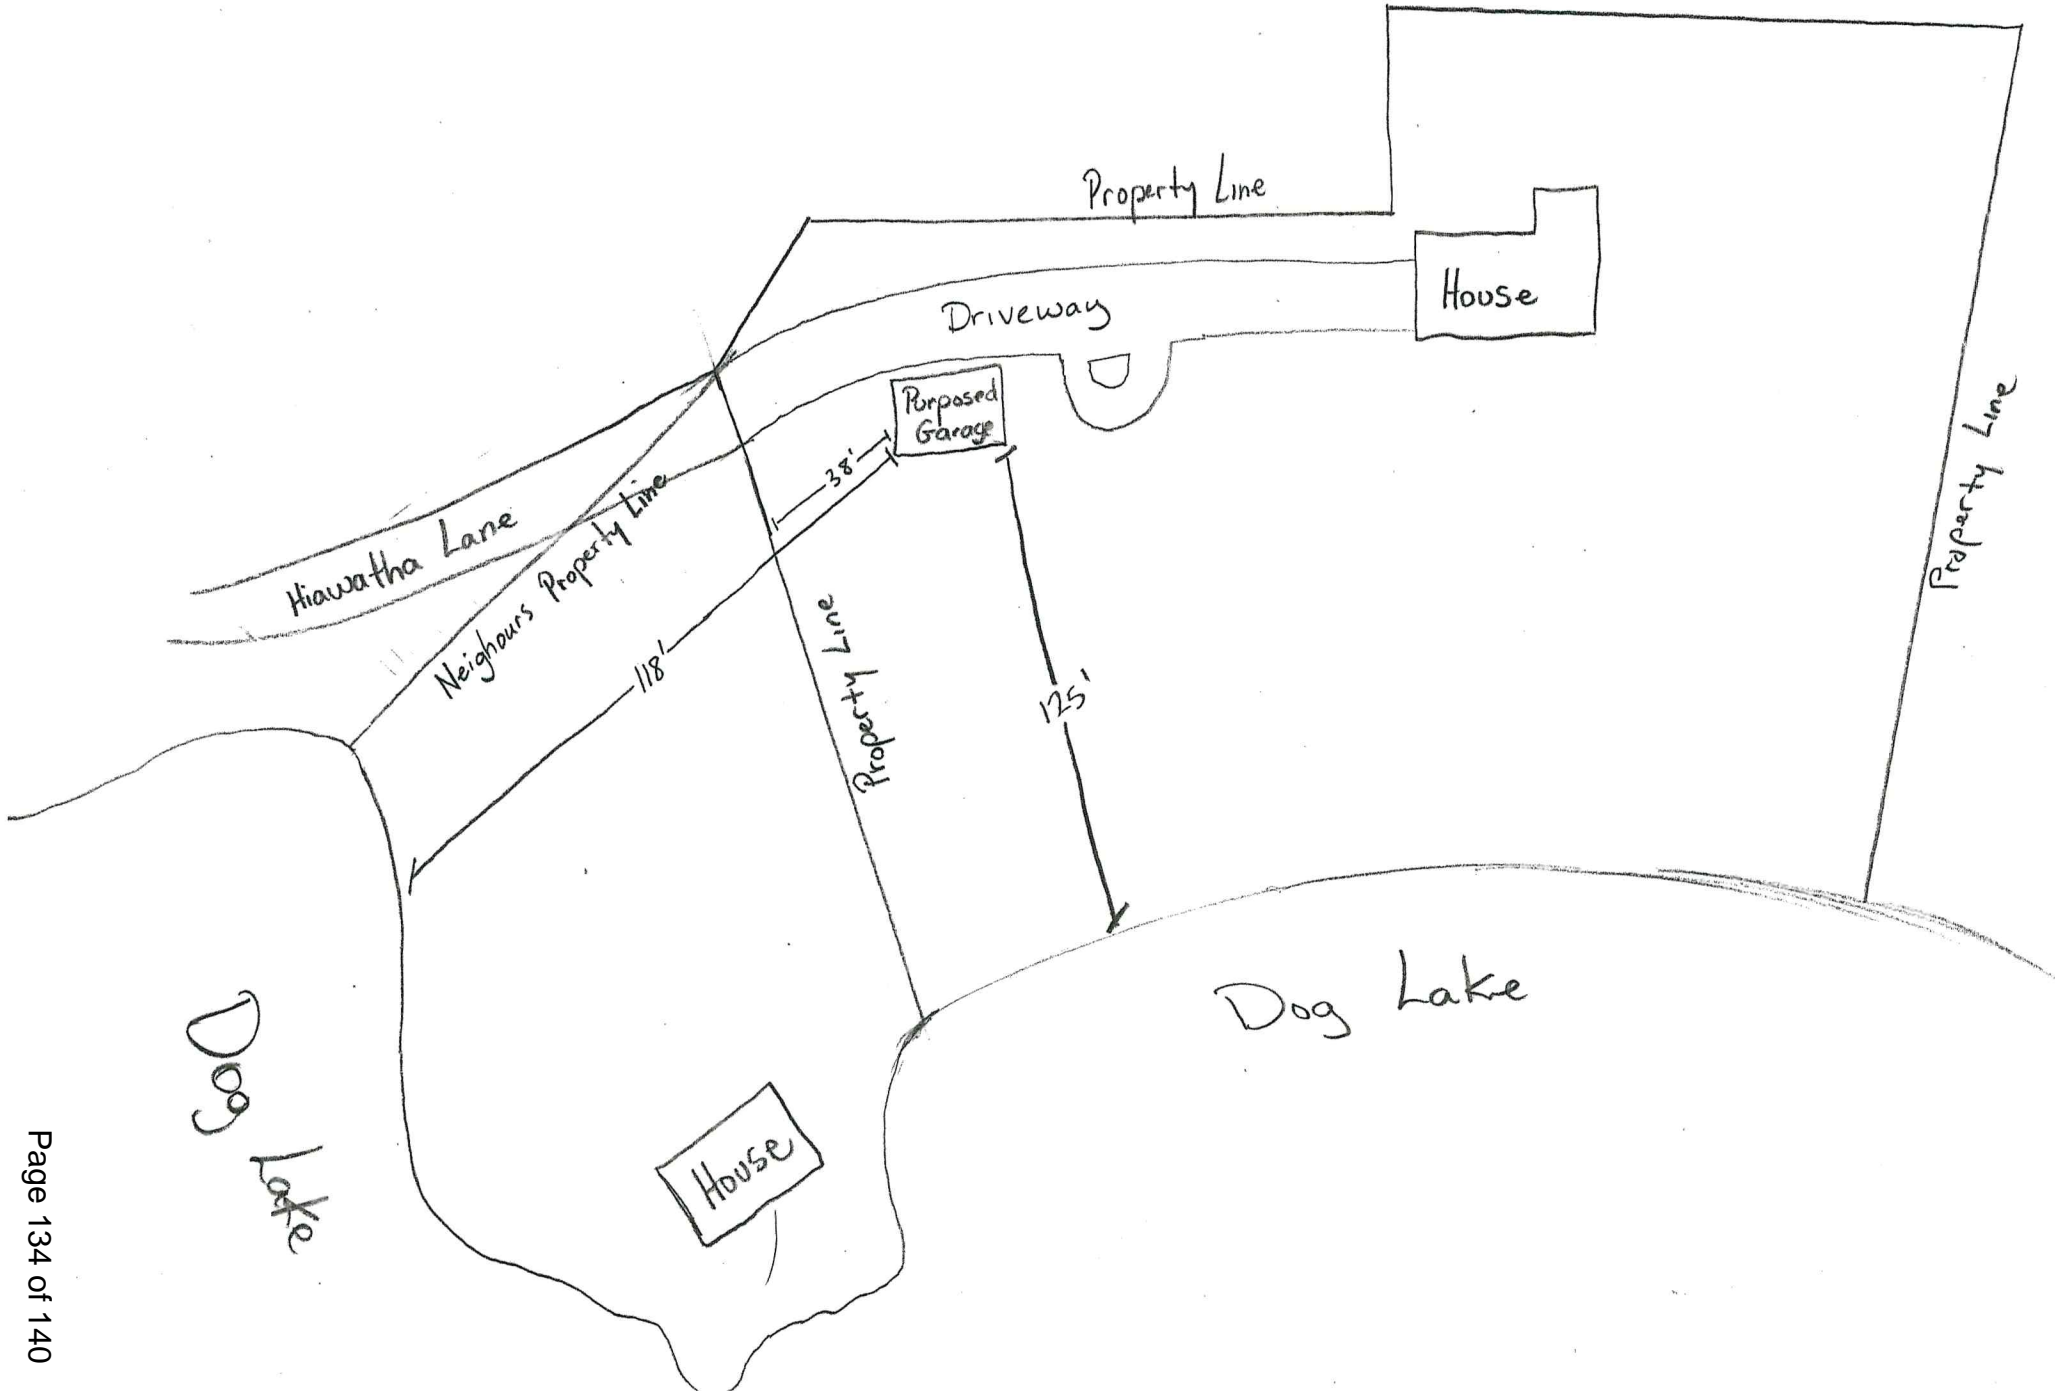 Property Line
House
Driveway
Purposed
Garage
38'
Property Line
Hiawatha Lane
Neighours Property Line
118'
Property Line
125'
Dog Lake
Dog Lake
House
Page 134 of 140